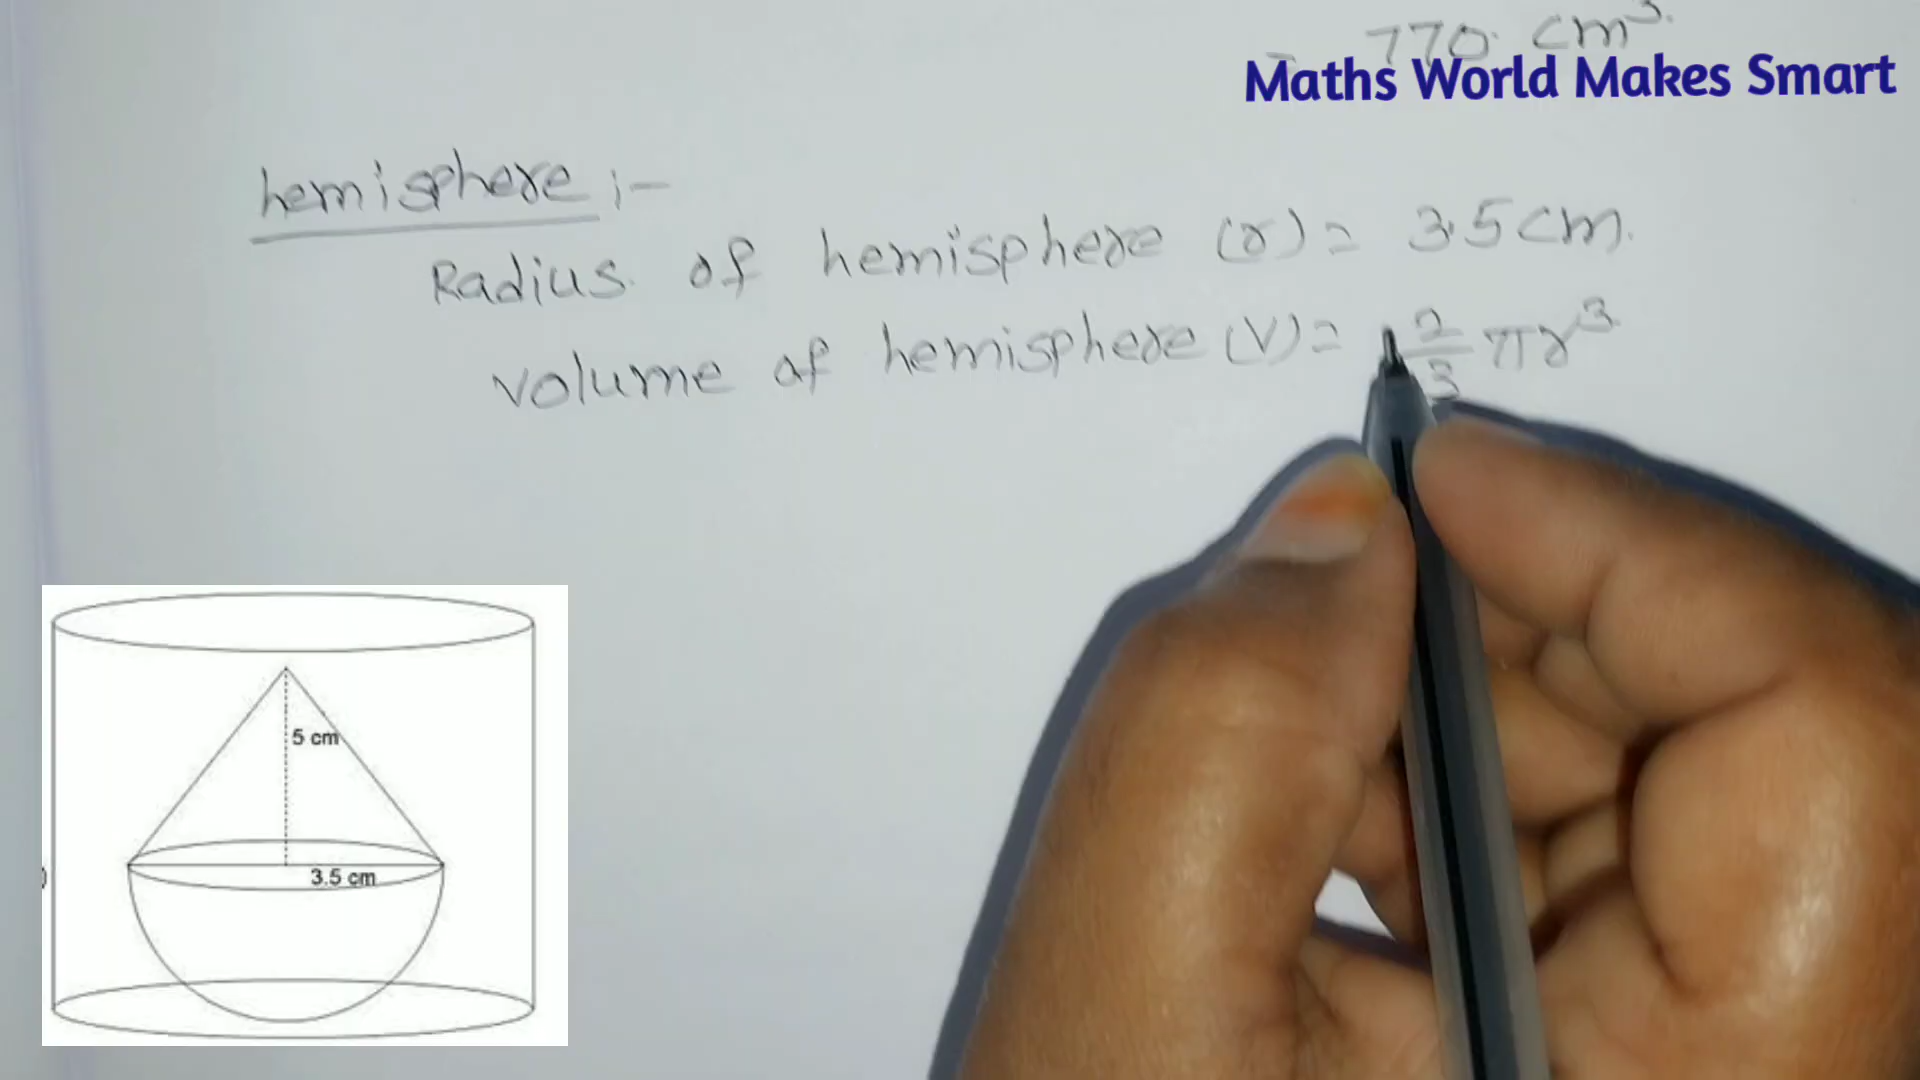 = 770 cm³.
Maths World Makes Smart
hemisphere :-
Radius of hemisphere (r) = 3.5 cm.
volume of hemisphere (V) = 2/3 πr³
5 cm
3.5 cm
)